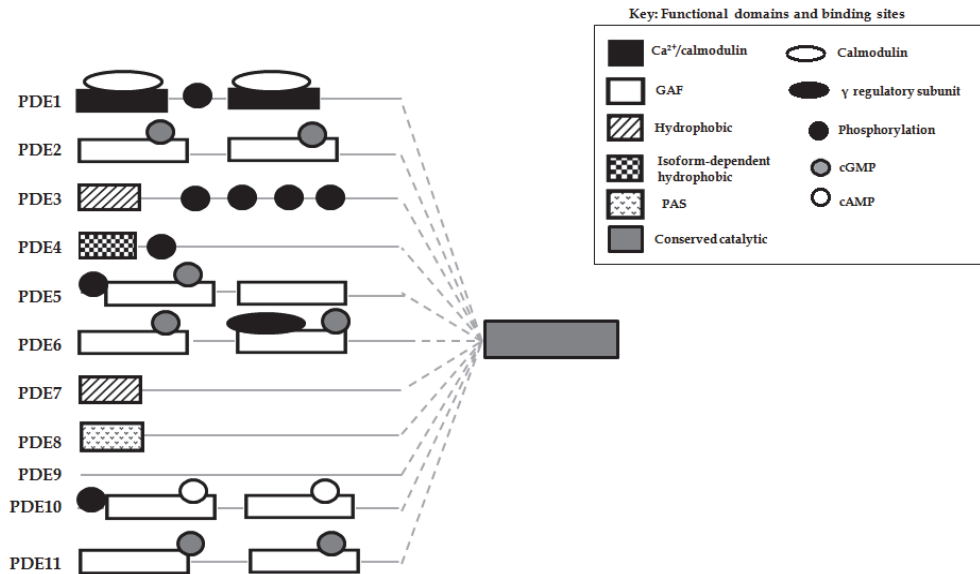 Key: Functional domains and binding sites
Ca²⁺/calmodulin
Calmodulin
GAF
γ regulatory subunit
Hydrophobic
Phosphorylation
Isoform-dependent
hydrophobic
cGMP
PAS
cAMP
Conserved catalytic
PDE1
PDE2
PDE3
PDE4
PDE5
PDE6
PDE7
PDE8
PDE9
PDE10
PDE11